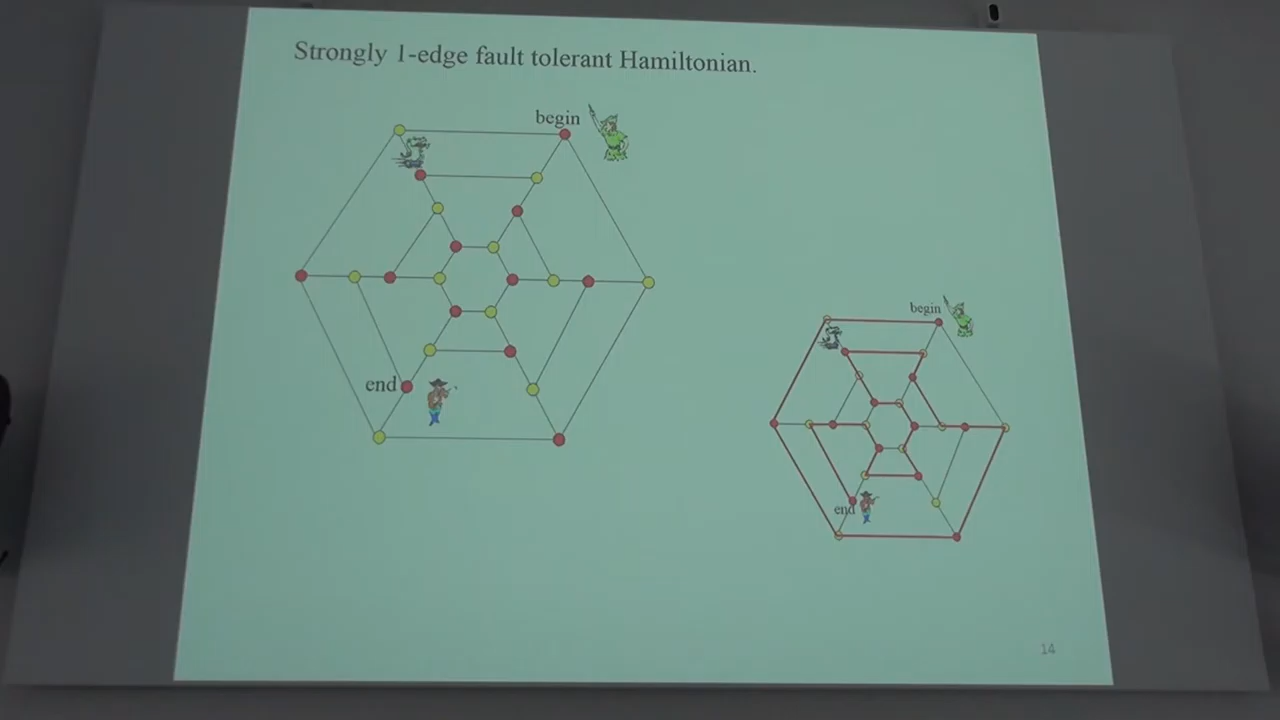 Strongly 1-edge fault tolerant Hamiltonian.
begin
end
begin
end
14